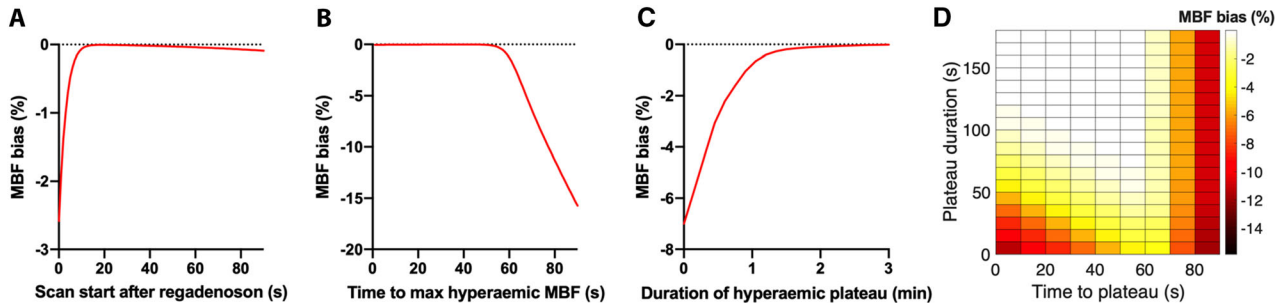 A
MBF bias (%)
0
-1
-2
-3
0 20 40 60 80
Scan start after regadenoson (s)
B
MBF bias (%)
0
-5
-10
-15
-20
0 20 40 60 80
Time to max hyperaemic MBF (s)
C
MBF bias (%)
0
-2
-4
-6
-8
0 1 2 3
Duration of hyperaemic plateau (min)
D
MBF bias (%)
Plateau duration (s)
150
100
50
0
0 20 40 60 80
Time to plateau (s)
-2
-4
-6
-8
-10
-12
-14